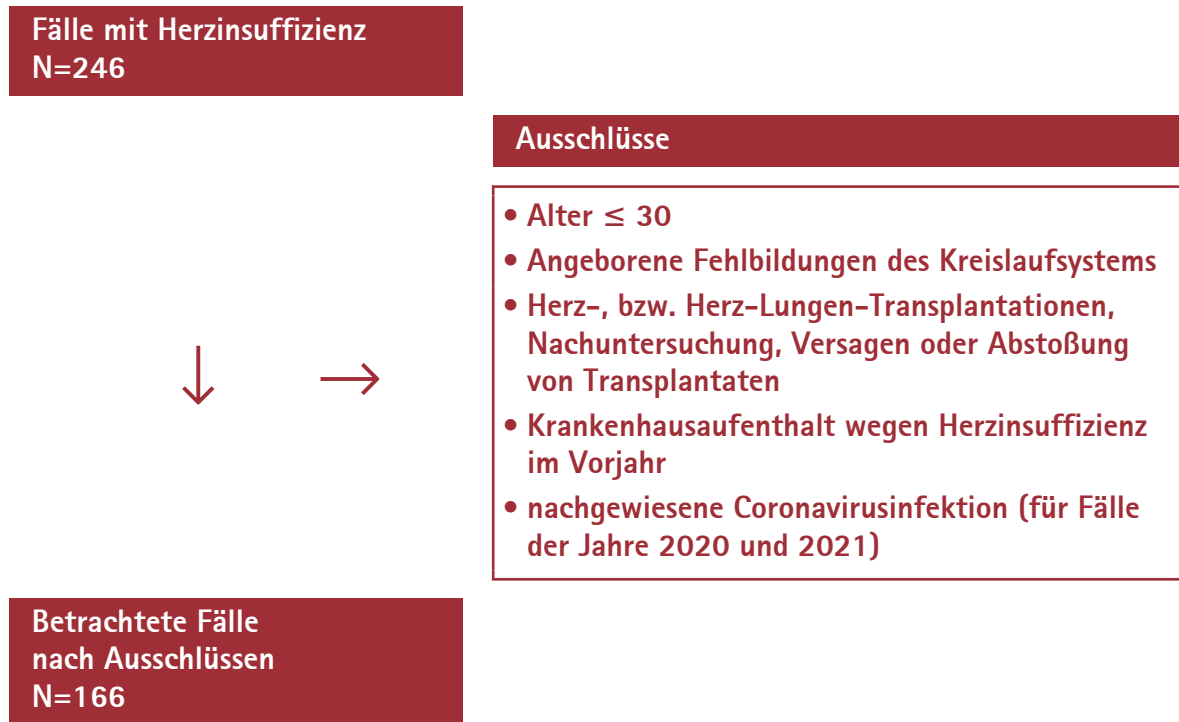 Fälle mit Herzinsuffizienz
N=246
Ausschlüsse
• Alter ≤ 30
• Angeborene Fehlbildungen des Kreislaufsystems
• Herz-, bzw. Herz-Lungen-Transplantationen,
Nachuntersuchung, Versagen oder Abstoßung
von Transplantaten
• Krankenhausaufenthalt wegen Herzinsuffizienz
im Vorjahr
• nachgewiesene Coronavirusinfektion (für Fälle
der Jahre 2020 und 2021)
Betrachtete Fälle
nach Ausschlüssen
N=166